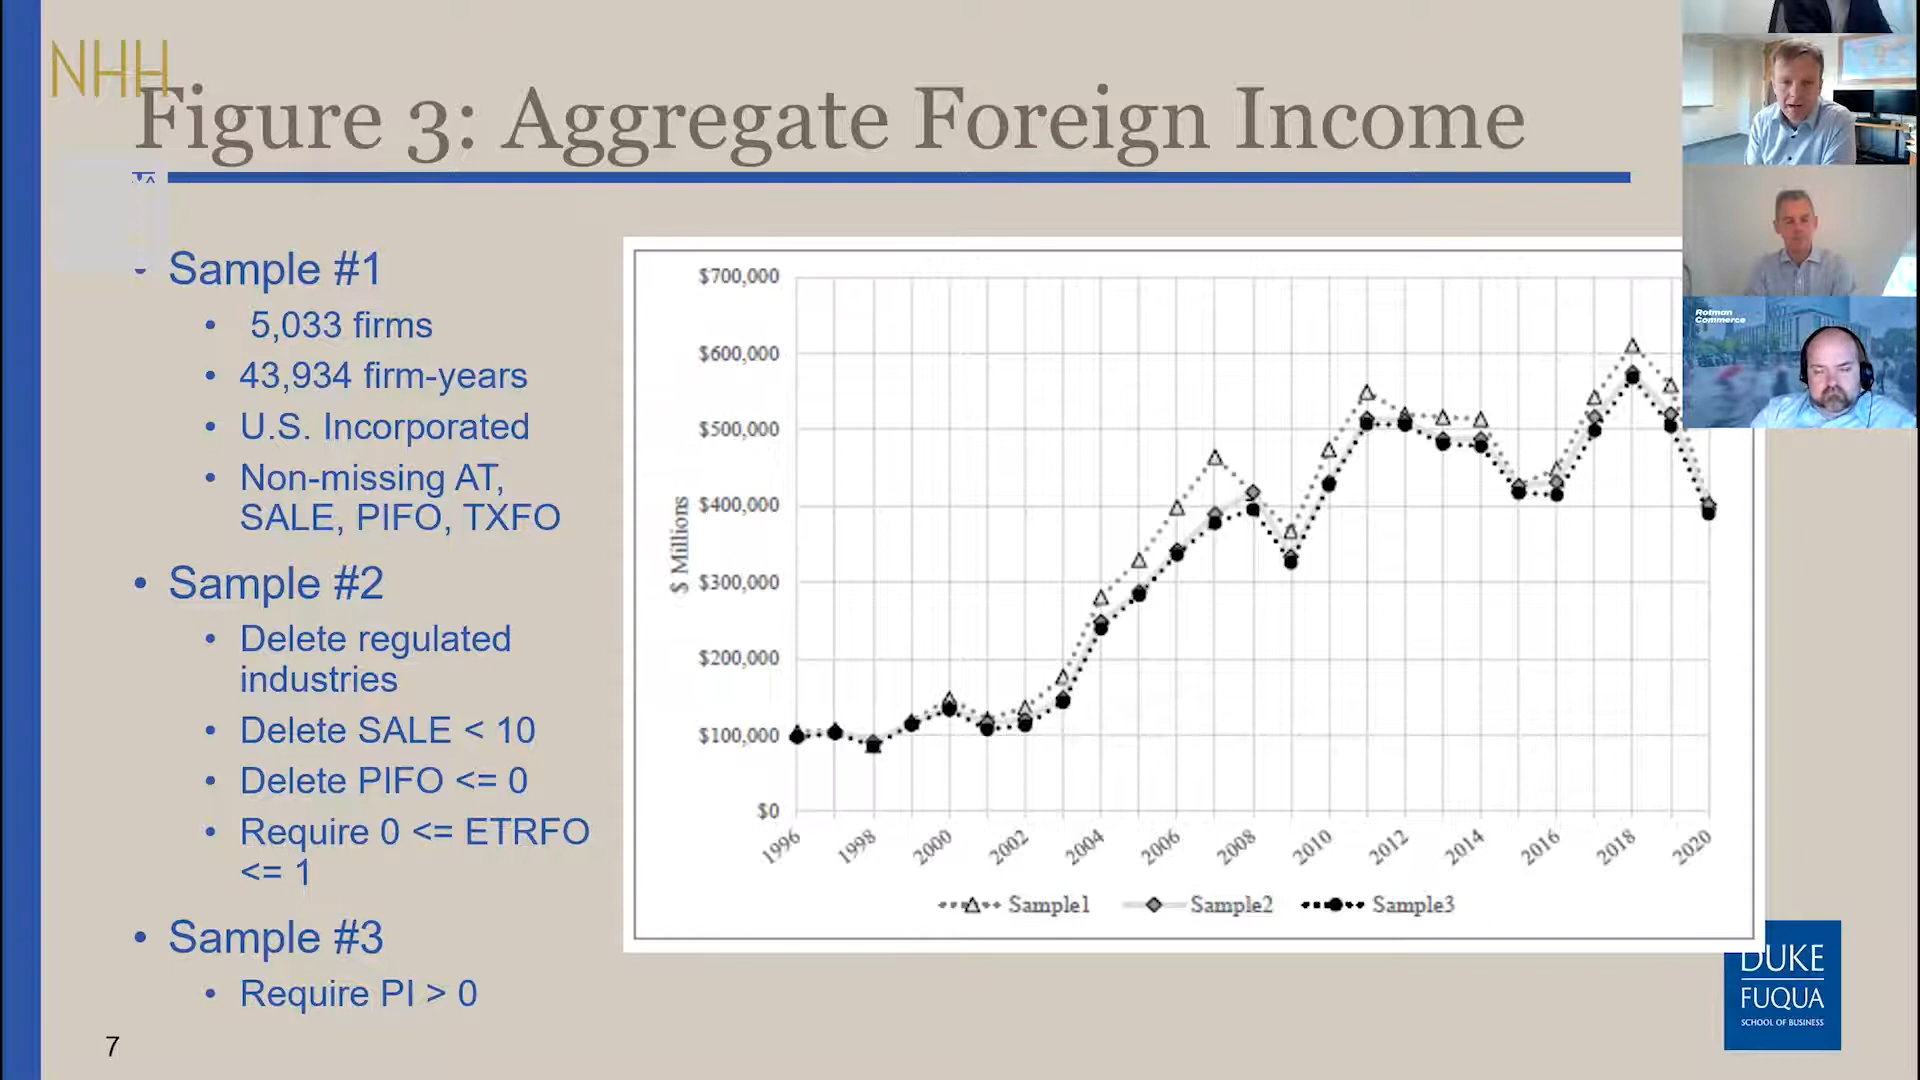 NHH
Figure 3: Aggregate Foreign Income
Sample #1
5,033 firms
43,934 firm-years
U.S. Incorporated
Non-missing AT,
SALE, PIFO, TXFO
Sample #2
Delete regulated
industries
Delete SALE < 10
Delete PIFO <= 0
Require 0 <= ETRFO
<= 1
Sample #3
Require PI > 0
7
$700,000
$600,000
$500,000
$400,000
$300,000
$200,000
$100,000
$0
$ Millions
1996
1998
2000
2002
2004
2006
2008
2010
2012
2014
2016
2018
2020
Sample1
Sample2
Sample3
Rotman
Commerce
DUKE
FUQUA
SCHOOL OF BUSINESS